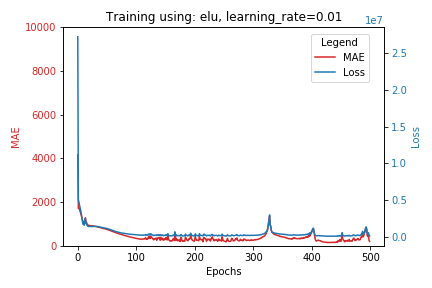 Training using: elu, learning_rate=0.01
1e7
10000
8000
6000
4000
2000
0
MAE
Legend
MAE
Loss
2.5
2.0
1.5
1.0
0.5
0.0
Loss
0
100
200
300
400
500
Epochs